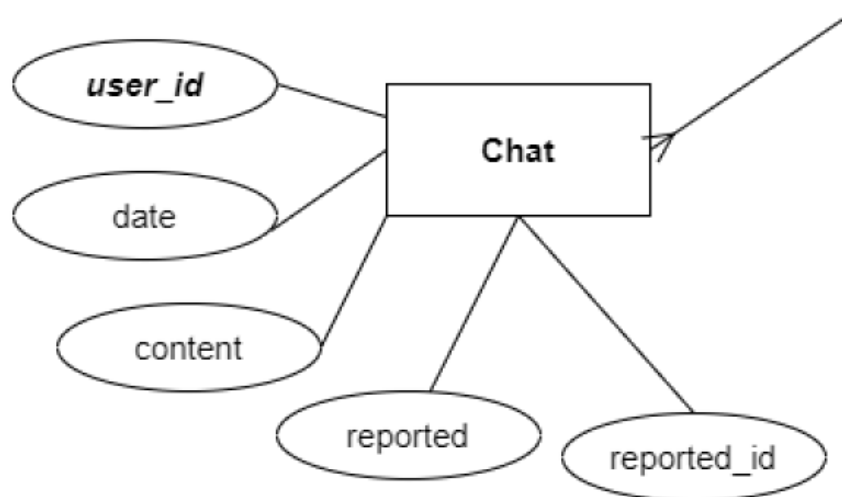 user_id
Chat
date
content
reported
reported_id